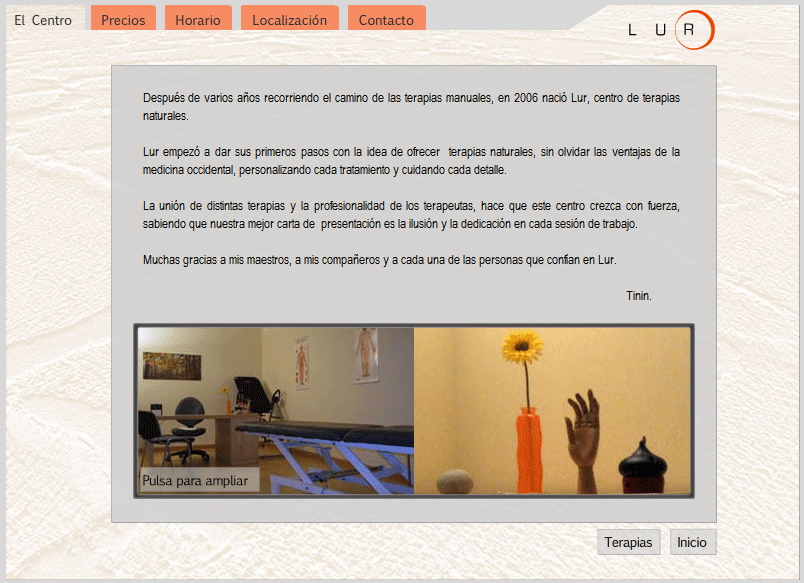 El Centro
Precios
Horario
Localización
Contacto
L U R
Después de varios años recorriendo el camino de las terapias manuales, en 2006 nació Lur, centro de terapias
naturales.
Lur empezó a dar sus primeros pasos con la idea de ofrecer terapias naturales, sin olvidar las ventajas de la
medicina occidental, personalizando cada tratamiento y cuidando cada detalle.
La unión de distintas terapias y la profesionalidad de los terapeutas, hace que este centro crezca con fuerza,
sabiendo que nuestra mejor carta de presentación es la ilusión y la dedicación en cada sesión de trabajo.
Muchas gracias a mis maestros, a mis compañeros y a cada una de las personas que confían en Lur.
Tinin.
Pulsa para ampliar
Terapias
Inicio